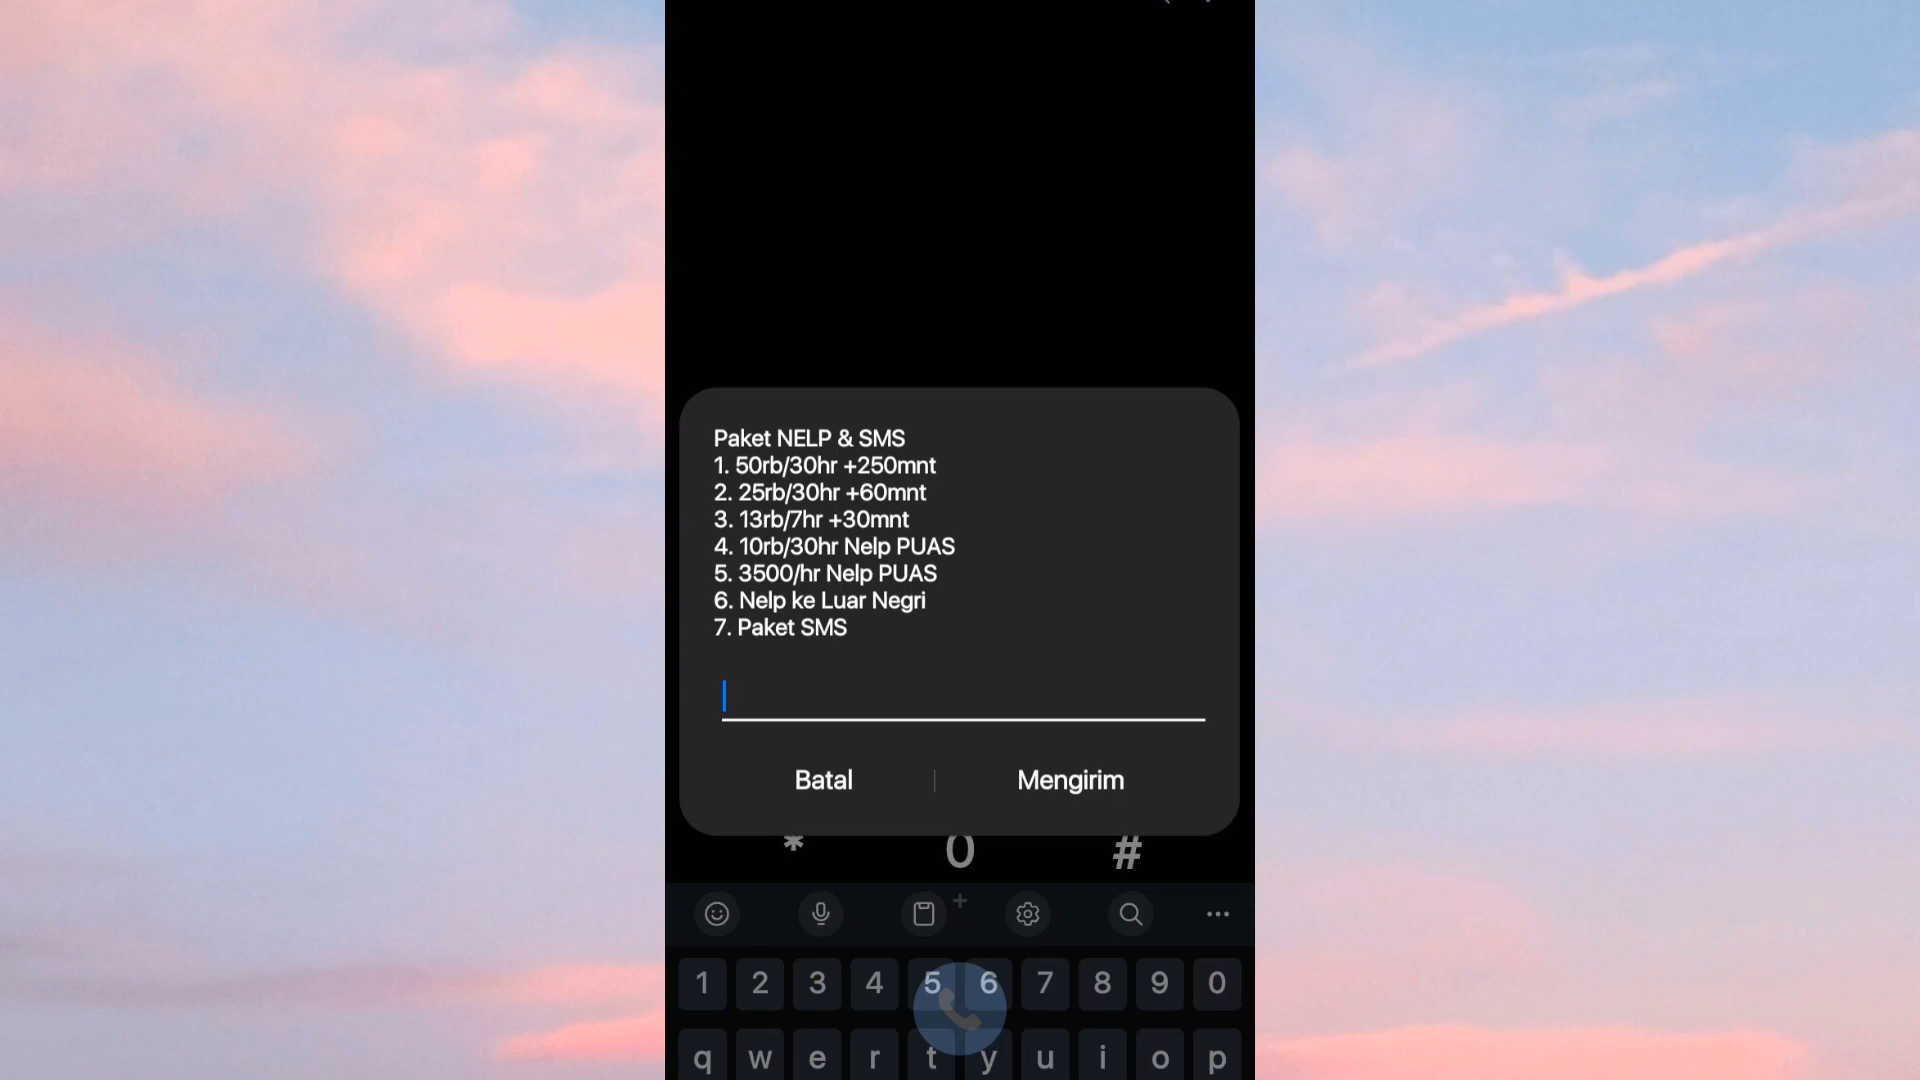 Paket NELP & SMS
1. 50rb/30hr +250mnt
2. 25rb/30hr +60mnt
3. 13rb/7hr +30mnt
4. 10rb/30hr Nelp PUAS
5. 3500/hr Nelp PUAS
6. Nelp ke Luar Negri
7. Paket SMS
Batal | Mengirim
* 0 #
+
1 2 3 4 5 6 7 8 9 0
q w e r t y u i o p